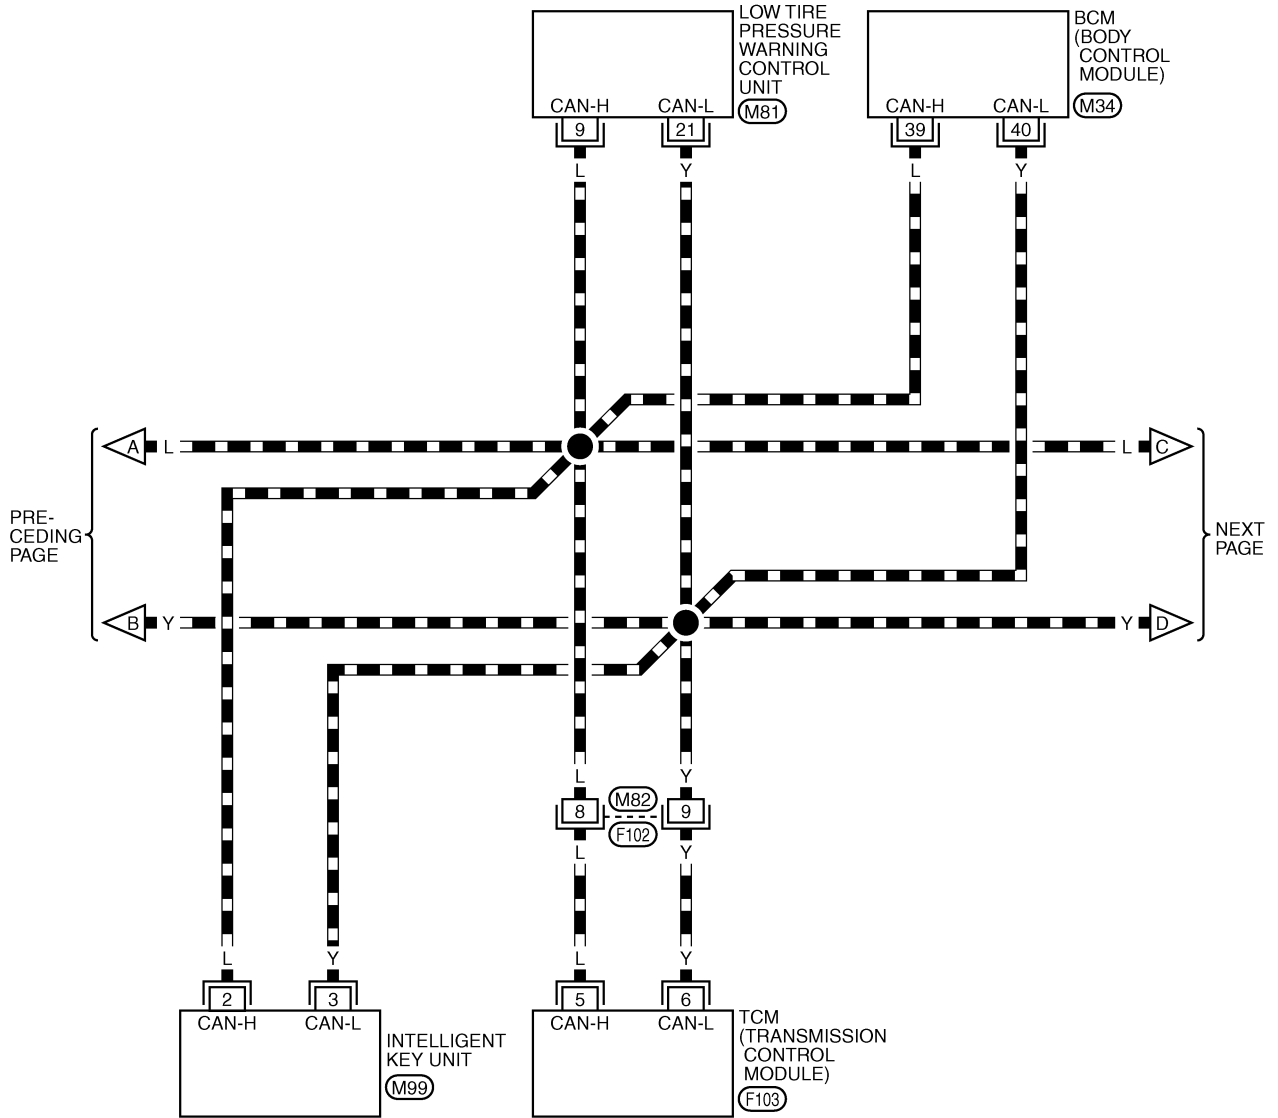 LOW TIRE
PRESSURE
WARNING
CONTROL
UNIT
M81
CAN-H CAN-L
9 21
L Y
BCM
(BODY
CONTROL
MODULE)
M34
CAN-H CAN-L
39 40
L Y
A L
L C
PRE-
CEDING
PAGE
NEXT
PAGE
B Y
Y D
L Y
8 M82 9
F102
L Y
L Y
2 3
CAN-H CAN-L
INTELLIGENT
KEY UNIT
M99
L Y
5 6
CAN-H CAN-L
TCM
(TRANSMISSION
CONTROL
MODULE)
F103